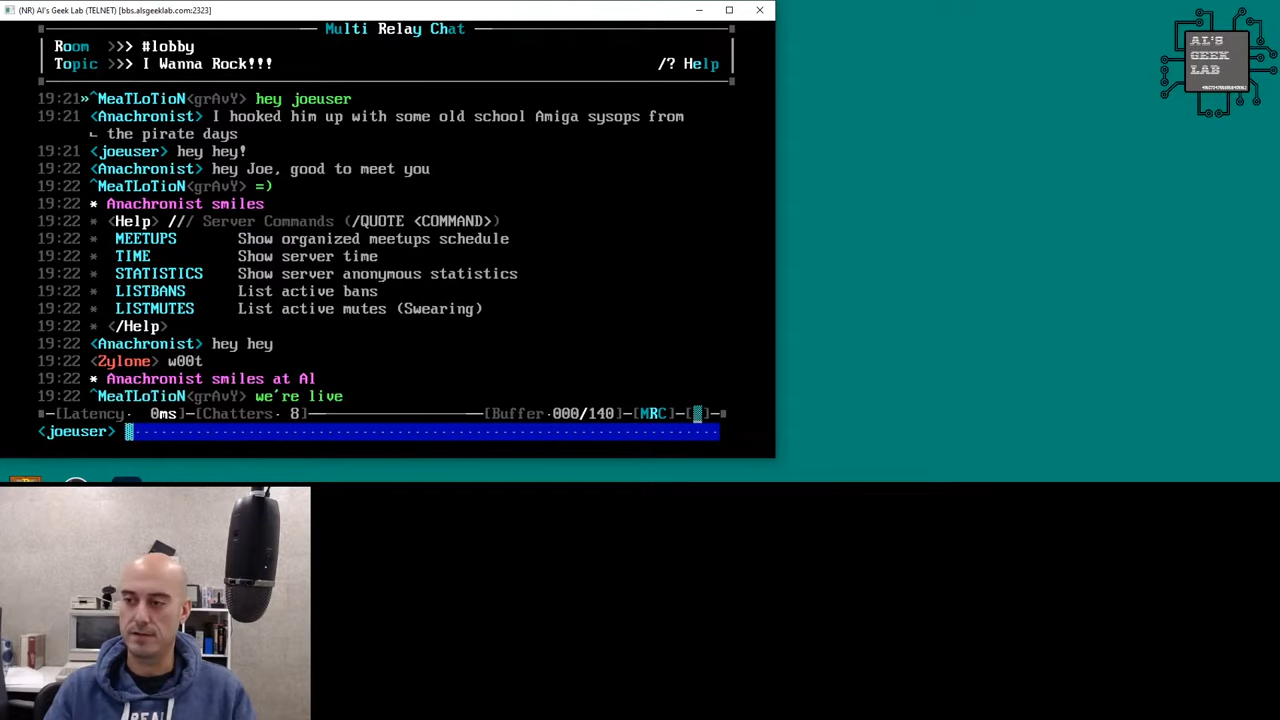 (NR) Al's Geek Lab (TELNET) [bbs.alsgeeklab.com:2323]
Multi Relay Chat
Room >>> #lobby
Topic >>> I Wanna Rock!!! /? Help
19:21»^MeaTLoTioN<grAvY> hey joeuser
19:21 <Anachronist> I hooked him up with some old school Amiga sysops from
the pirate days
19:21 <joeuser> hey hey!
19:22 <Anachronist> hey Joe, good to meet you
19:22 ^MeaTLoTioN<grAvY> =)
19:22 * Anachronist smiles
19:22 * <Help> /// Server Commands (/QUOTE <COMMAND>)
19:22 * MEETUPS Show organized meetups schedule
19:22 * TIME Show server time
19:22 * STATISTICS Show server anonymous statistics
19:22 * LISTBANS List active bans
19:22 * LISTMUTES List active mutes (Swearing)
19:22 * </Help>
19:22 <Anachronist> hey hey
19:22 <Zylone> w00t
19:22 * Anachronist smiles at Al
19:22 ^MeaTLoTioN<grAvY> we're live
[Latency· 0ms]—[Chatters· 8] [Buffer·000/140]—[MRC]
<joeuser>
AL'S
GEEK
LAB
REAL